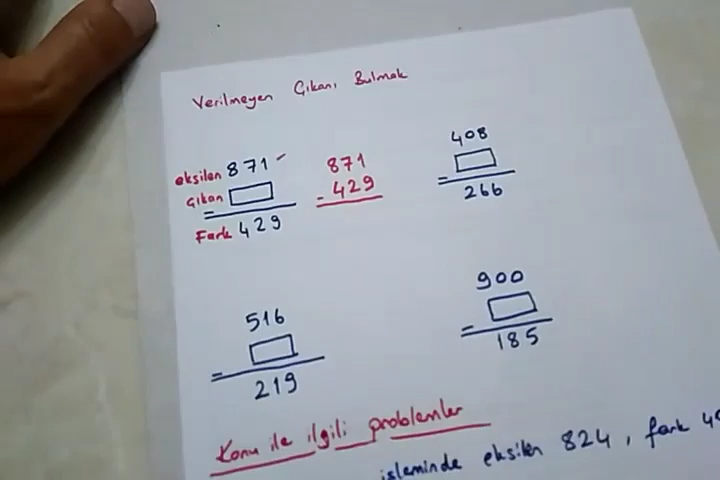 Verilmeyen Çıkanı Bulmak
eksilen 871
Çıkan
-
Fark 429
871
- 429
408
-
266
516
-
219
900
-
185
Konu ile ilgili problemler
işleminde eksilen 824, fark